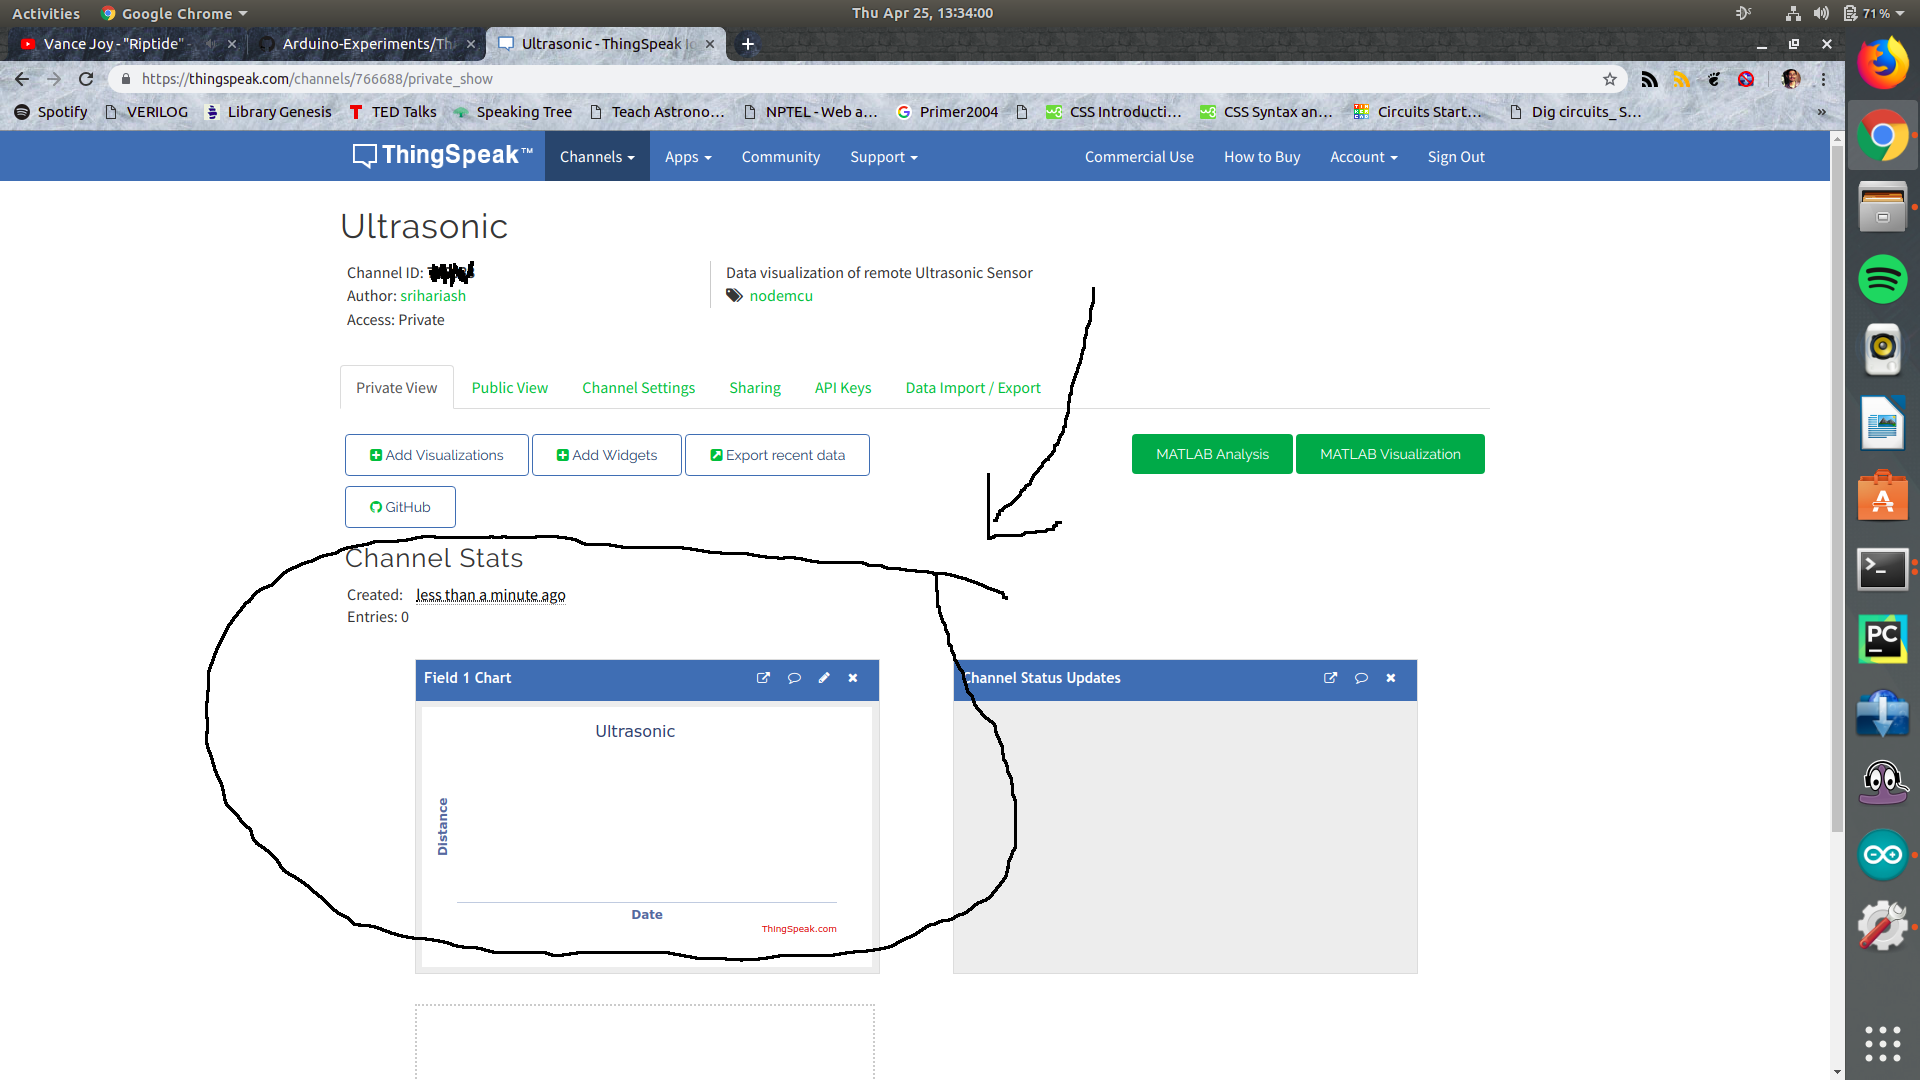 Activities Google Chrome Thu Apr 25, 13:34:00 71 %
Vance Joy - "Riptide" - Arduino-Experiments/Th Ultrasonic - ThingSpeak Io
https://thingspeak.com/channels/766688/private_show
Spotify VERILOG Library Genesis TED Talks Speaking Tree Teach Astrono... NPTEL - Web a... Primer2004 CSS Introducti... CSS Syntax an... Circuits Start... Dig circuits_ S... »
ThingSpeak™ Channels Apps Community Support Commercial Use How to Buy Account Sign Out
Ultrasonic
Channel ID:
Author: srihariash
Access: Private
Data visualization of remote Ultrasonic Sensor
nodemcu
Private View Public View Channel Settings Sharing API Keys Data Import / Export
Add Visualizations Add Widgets Export recent data MATLAB Analysis MATLAB Visualization
GitHub
Channel Stats
Created: less than a minute ago
Entries: 0
Field 1 Chart
Ultrasonic
Distance
Date
ThingSpeak.com
Channel Status Updates